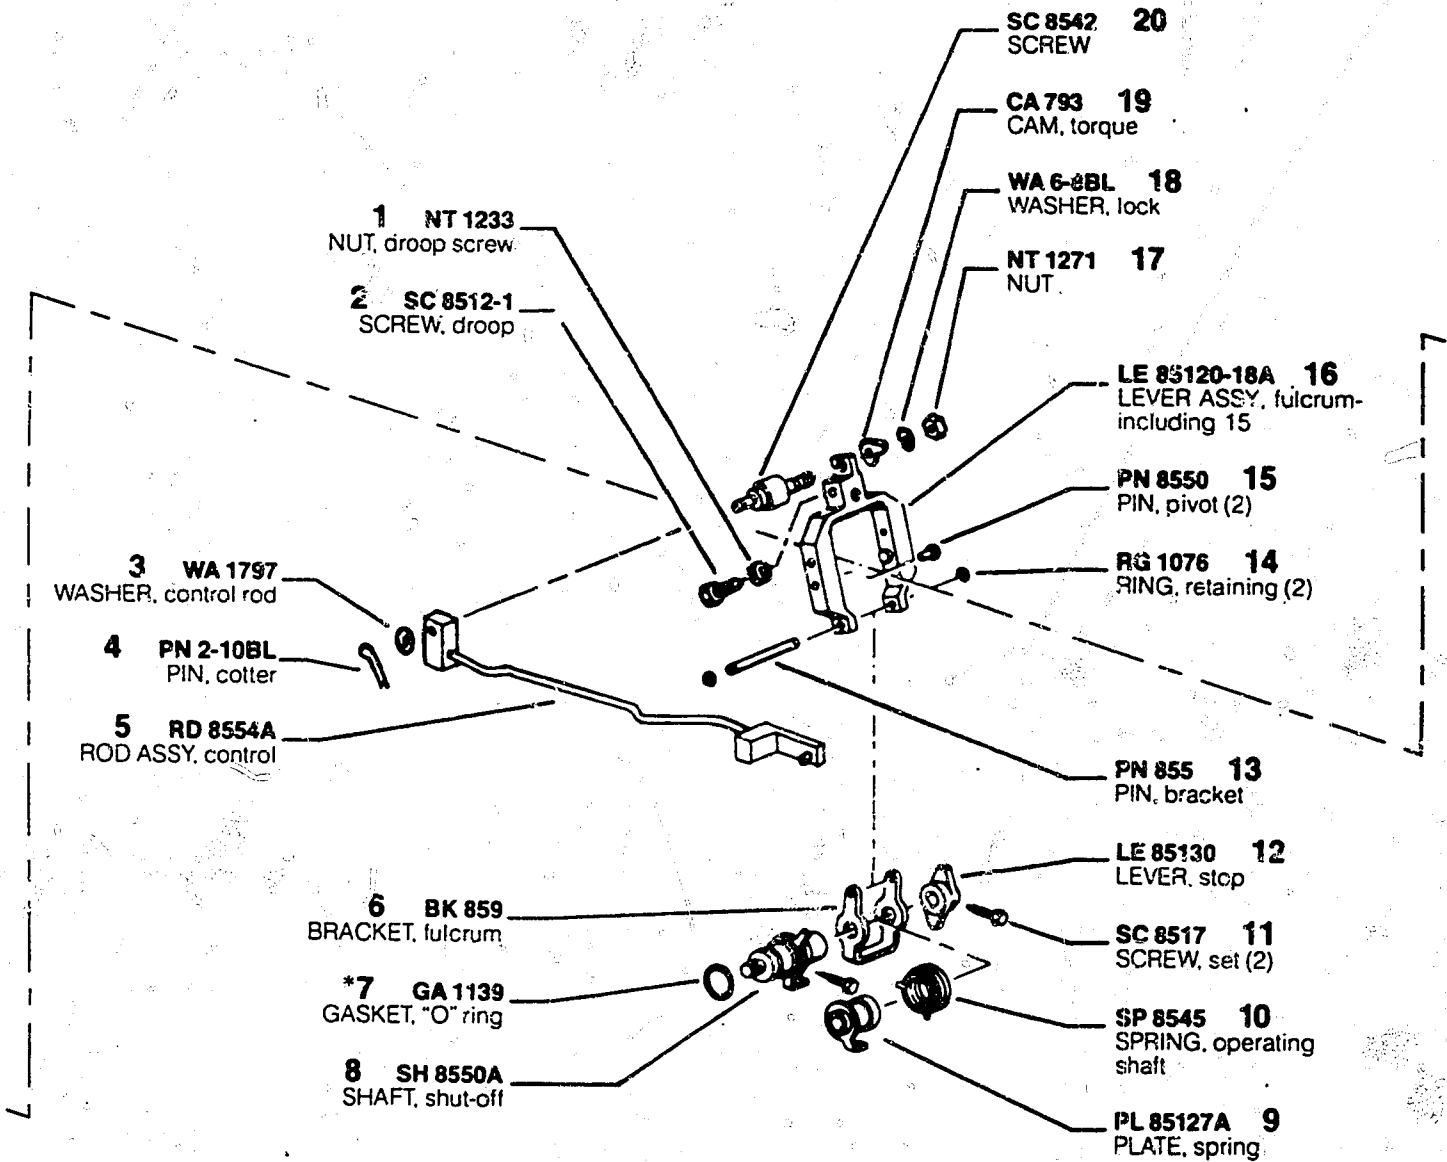 SC 8542 20
SCREW
CA 793 19
CAM, torque
WA 6-8BL 18
WASHER, lock
NT 1271 17
NUT
1 NT 1233
NUT, droop screw
2 SC 8512-1
SCREW, droop
LE 85120-18A 16
LEVER ASSY, fulcrum-
including 15
PN 8550 15
PIN, pivot (2)
RG 1076 14
RING, retaining (2)
3 WA 1797
WASHER, control rod
4 PN 2-10BL
PIN, cotter
5 RD 8554A
ROD ASSY, control
PN 855 13
PIN, bracket
LE 85130 12
LEVER, stop
6 BK 859
BRACKET, fulcrum
SC 8517 11
SCREW, set (2)
*7 GA 1139
GASKET, "O" ring
SP 8545 10
SPRING, operating
shaft
8 SH 8550A
SHAFT, shut-off
PL 85127A 9
PLATE, spring